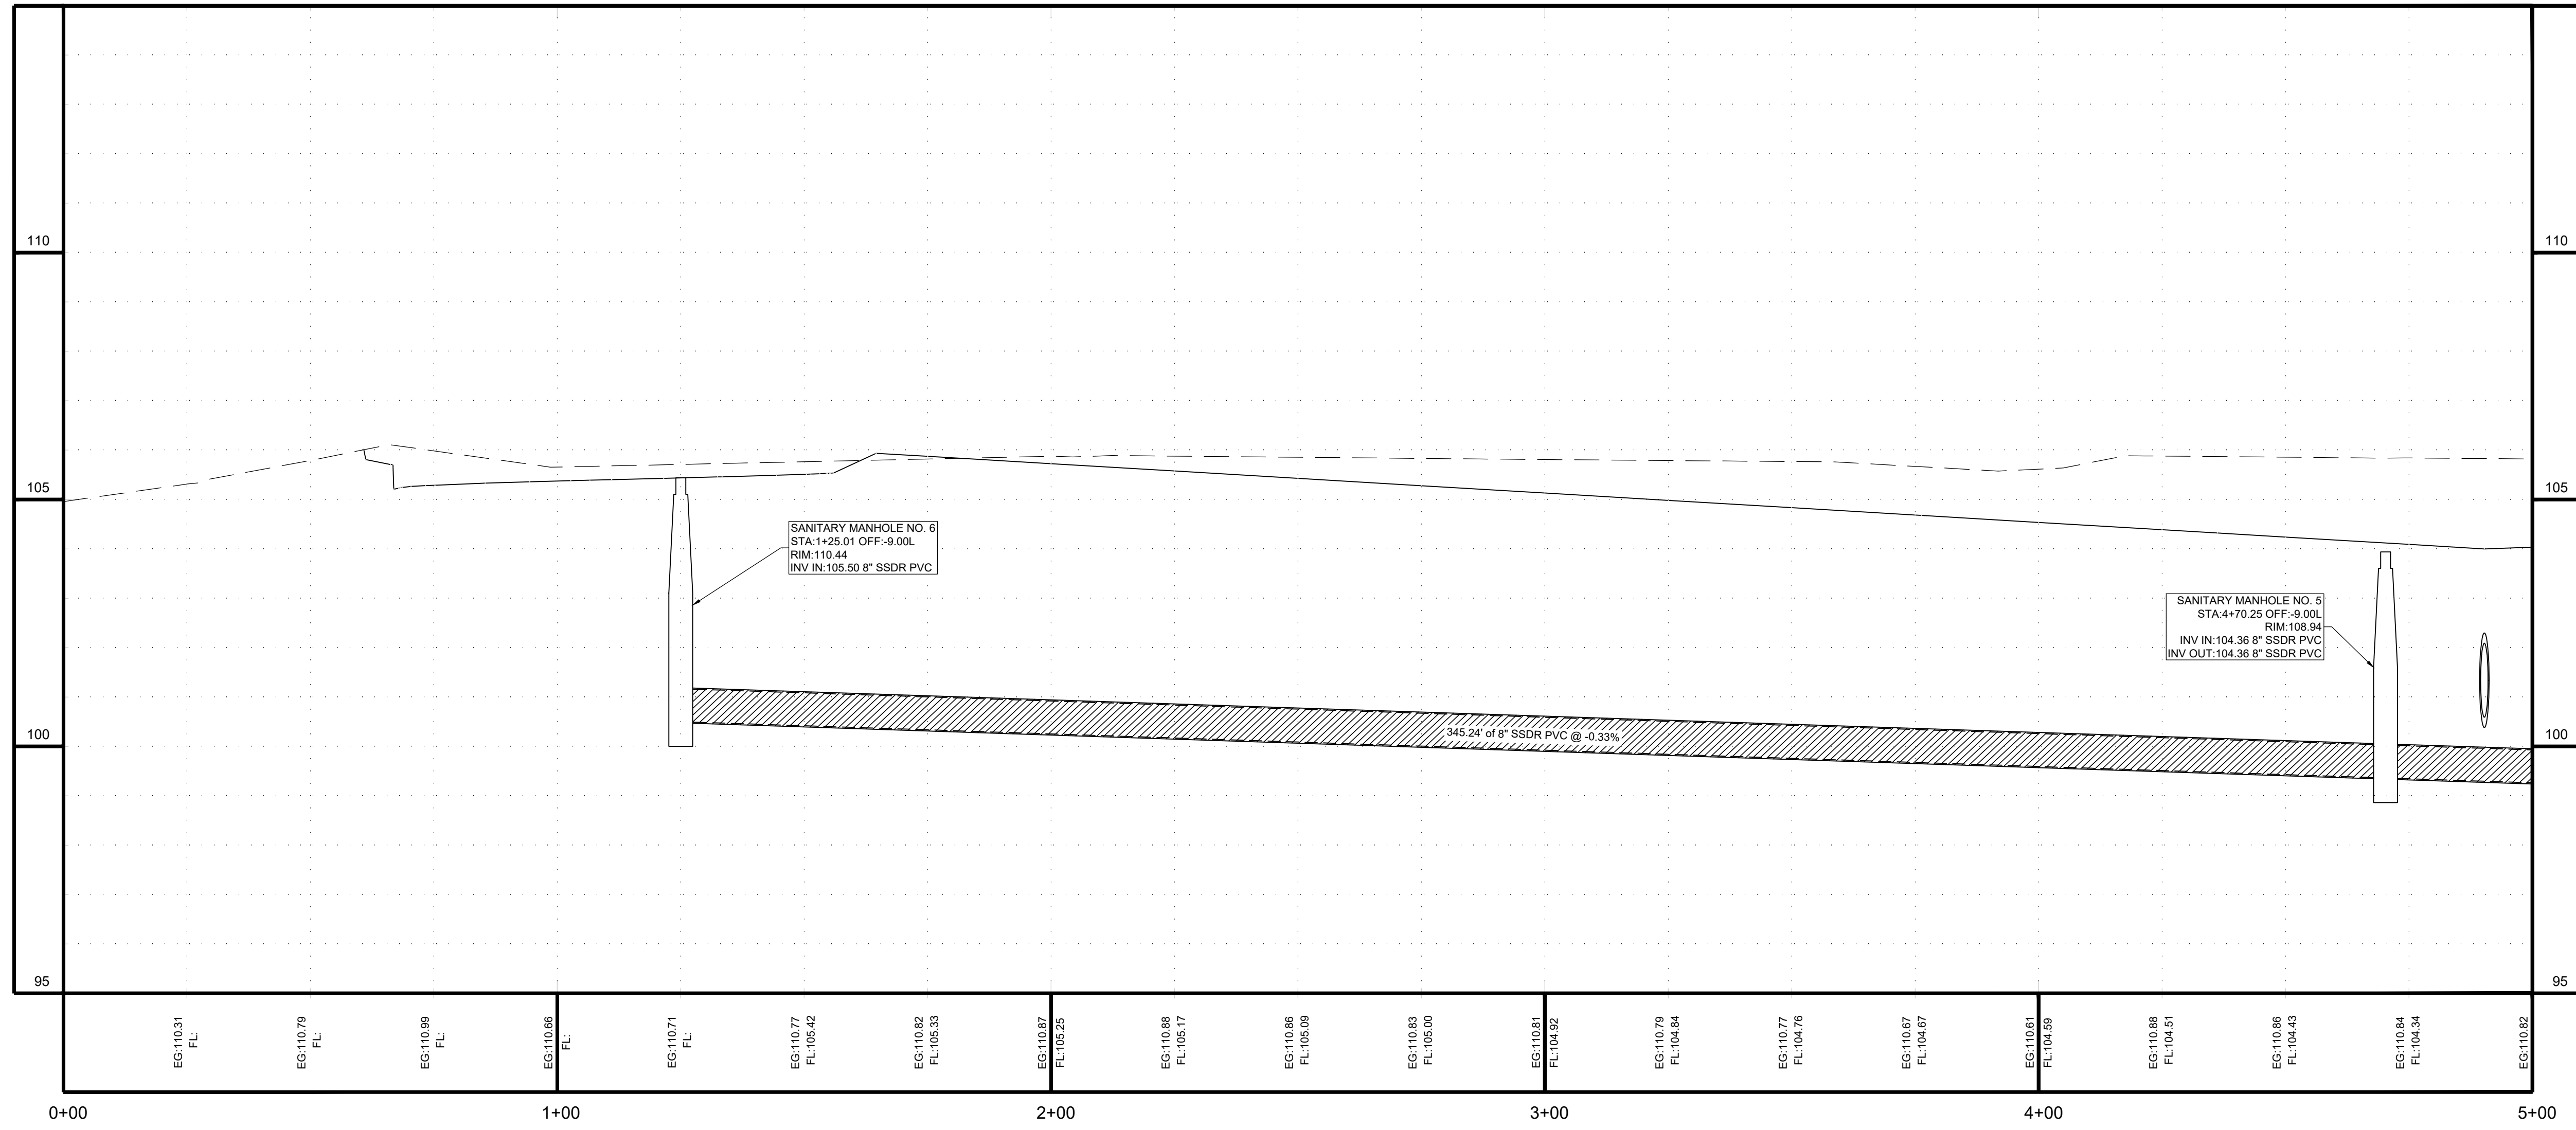 110
110
105
105
SANITARY MANHOLE NO. 6
STA:1+25.01 OFF:-9.00L
RIM:110.44
INV IN:105.50 8" SSDR PVC
SANITARY MANHOLE NO. 5
STA:4+70.25 OFF:-9.00L
RIM:108.94
INV IN:104.36 8" SSDR PVC
INV OUT:104.36 8" SSDR PVC
100
345.24' of 8" SSDR PVC @ -0.33%
100
95
95
EG:110.31
FL:
EG:110.79
FL:
EG:110.99
FL:
EG:110.66
FL:
EG:110.71
FL:
EG:110.77
FL:105.42
EG:110.82
FL:105.33
EG:110.87
FL:105.25
EG:110.88
FL:105.17
EG:110.86
FL:105.09
EG:110.83
FL:105.00
EG:110.81
FL:104.92
EG:110.79
FL:104.84
EG:110.77
FL:104.76
EG:110.67
FL:104.67
EG:110.61
FL:104.59
EG:110.88
FL:104.51
EG:110.86
FL:104.43
EG:110.84
FL:104.34
EG:110.82
0+00
1+00
2+00
3+00
4+00
5+00